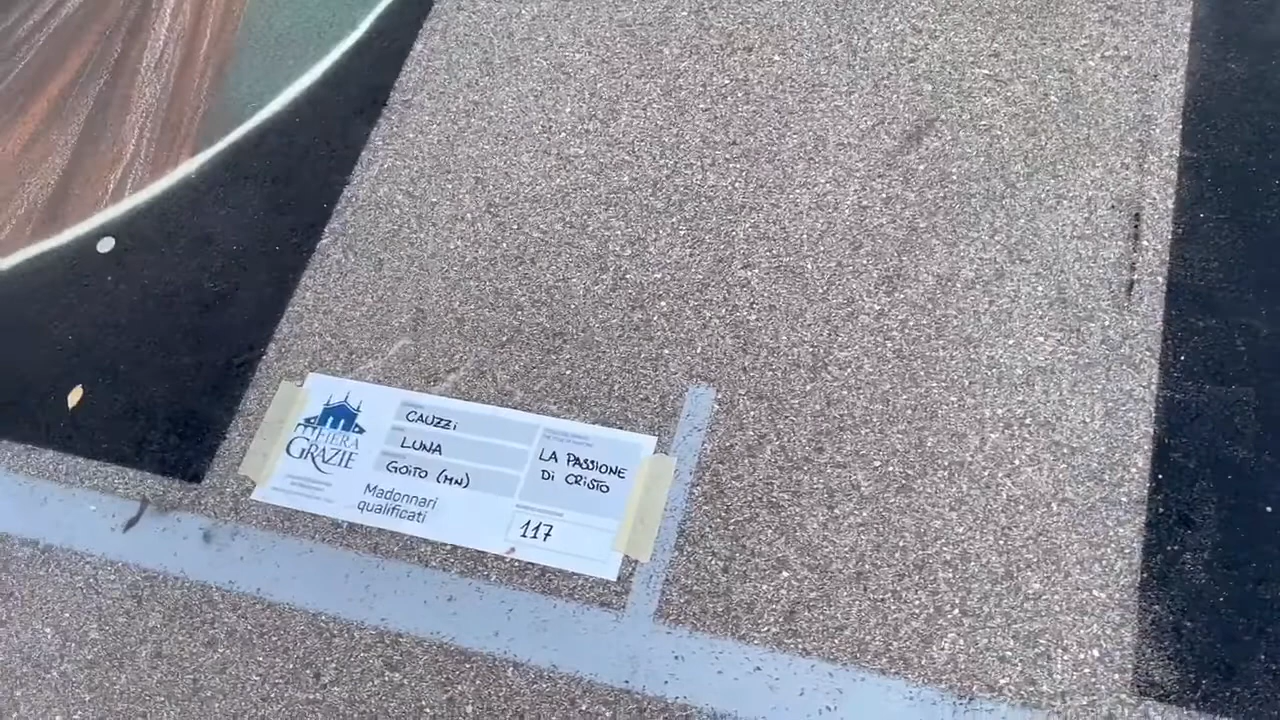 FIERA
GRAZIE
CAUZZi
LUNA
GOITO (MN)
Madonnari
qualificati
LA PASSIONE
Di CRiSTO
117